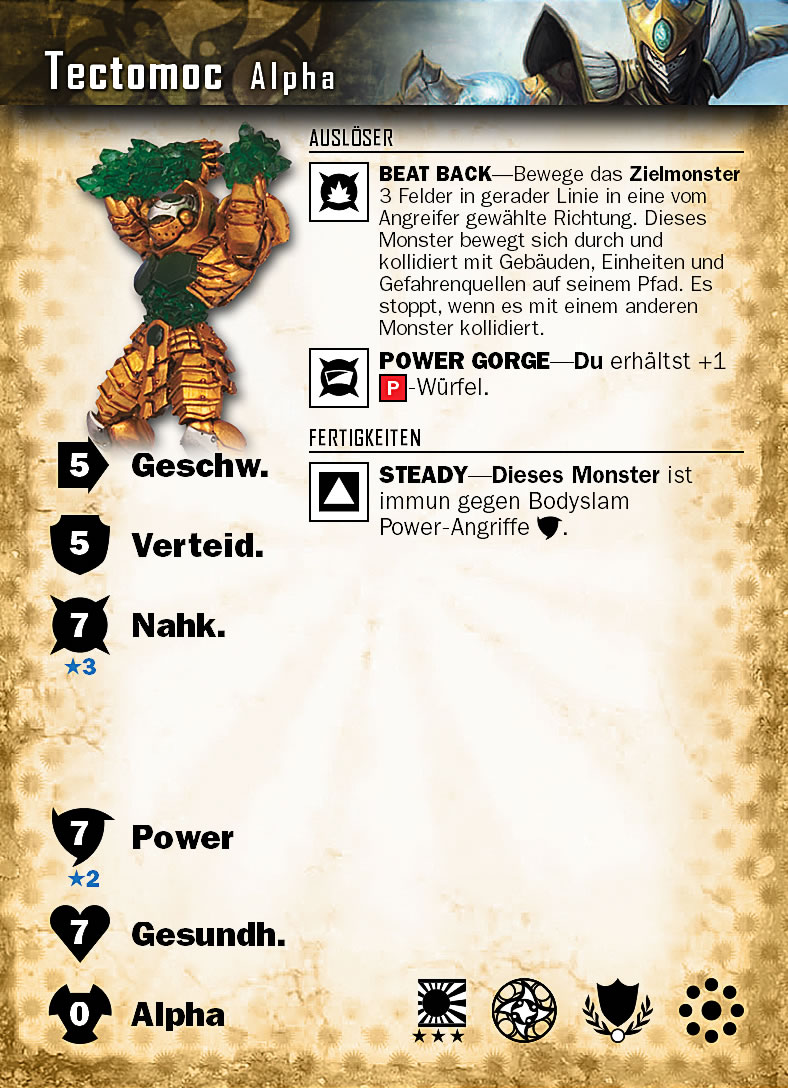 Tectomoc Alpha
AUSLÖSER
BEAT BACK—Bewege das Zielmonster
3 Felder in gerader Linie in eine vom
Angreifer gewählte Richtung. Dieses
Monster bewegt sich durch und
kollidiert mit Gebäuden, Einheiten und
Gefahrenquellen auf seinem Pfad. Es
stoppt, wenn es mit einem anderen
Monster kollidiert.
POWER GORGE—Du erhältst +1
P-Würfel.
FERTIGKEITEN
STEADY—Dieses Monster ist
immun gegen Bodyslam
Power-Angriffe.
5 Geschw.
5 Verteid.
7 Nahk.
★3
7 Power
★2
7 Gesundh.
0 Alpha